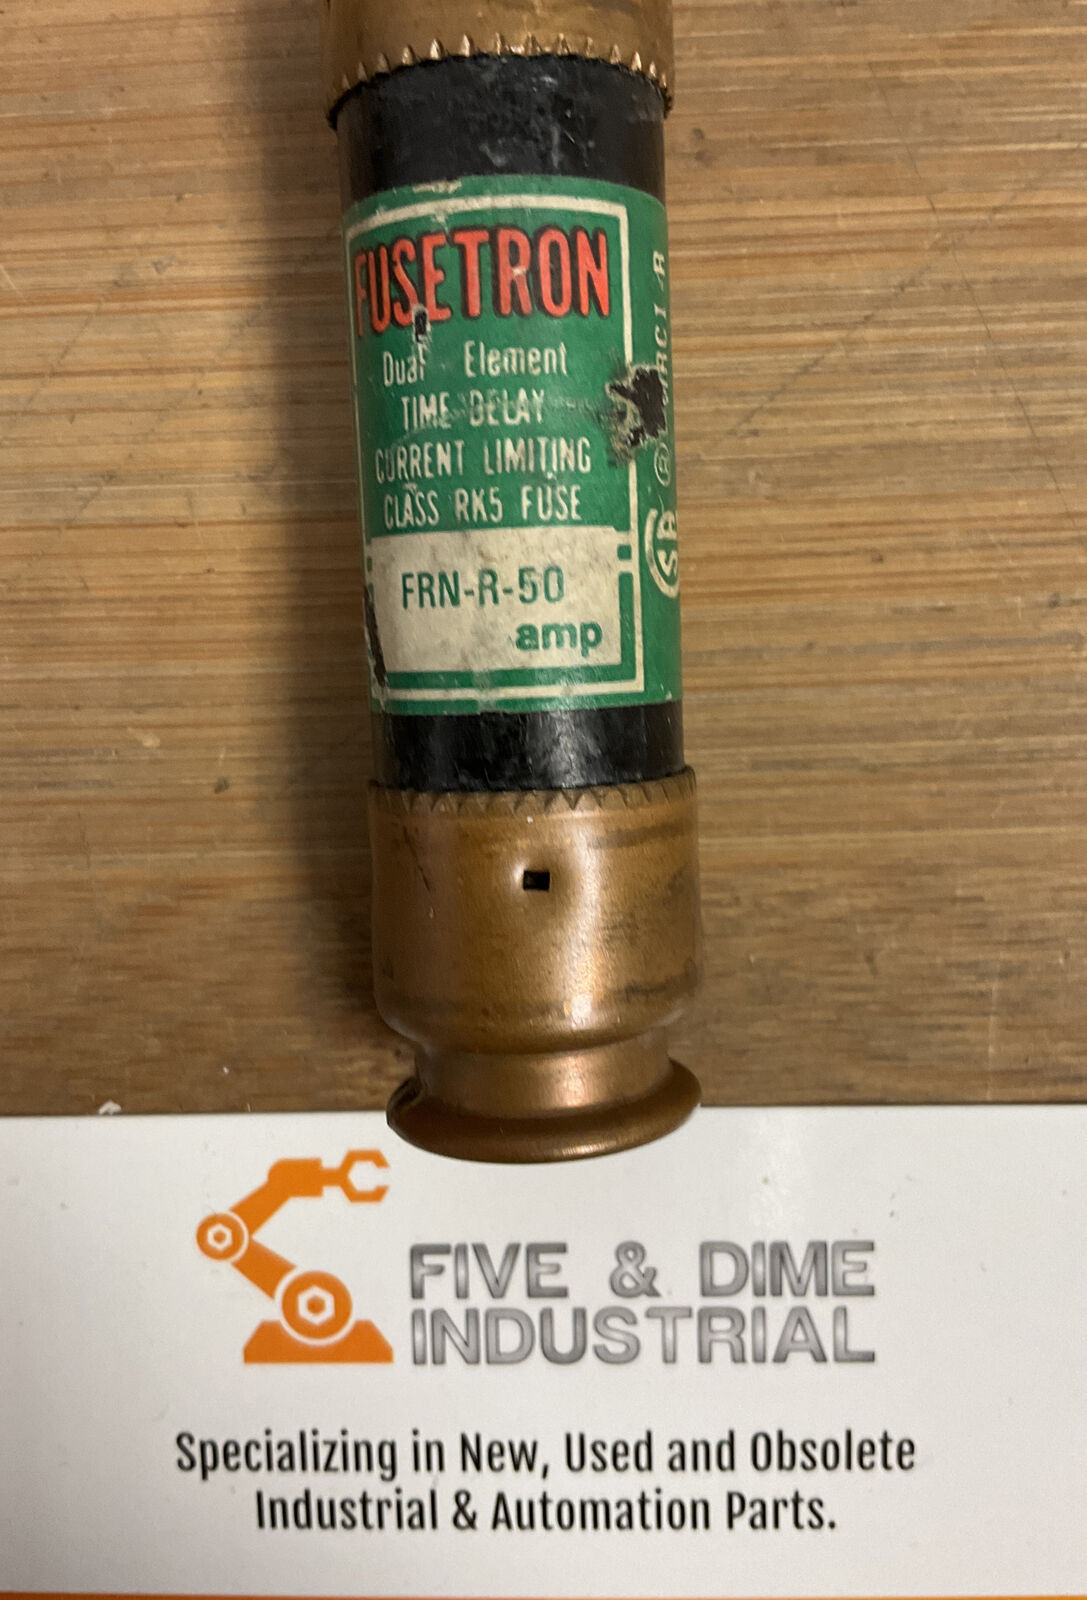 FUSETRON
Dual Element
TIME DELAY
CURRENT LIMITING
CLASS RK5 FUSE
FRN-R-50
amp
FIVE & DIME
INDUSTRIAL
Specializing in New, Used and Obsolete
Industrial & Automation Parts.